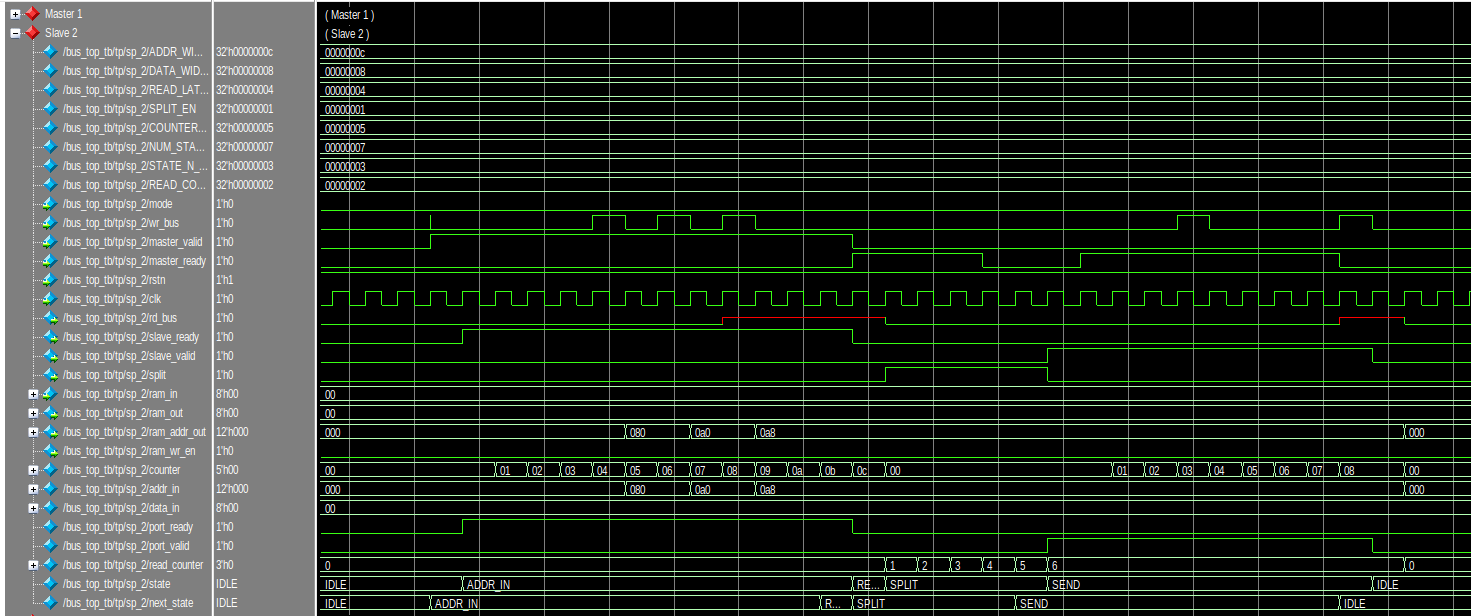 Master 1 ( Master 1 )
Slave 2 ( Slave 2 )
/bus_top_tb/tp/sp_2/ADDR_WI... 32'h0000000c 0000000c
/bus_top_tb/tp/sp_2/DATA_WID... 32'h00000008 00000008
/bus_top_tb/tp/sp_2/READ_LAT... 32'h00000004 00000004
/bus_top_tb/tp/sp_2/SPLIT_EN 32'h00000001 00000001
/bus_top_tb/tp/sp_2/COUNTER... 32'h00000005 00000005
/bus_top_tb/tp/sp_2/NUM_STA... 32'h00000007 00000007
/bus_top_tb/tp/sp_2/STATE_N_... 32'h00000003 00000003
/bus_top_tb/tp/sp_2/READ_CO... 32'h00000002 00000002
/bus_top_tb/tp/sp_2/mode 1'h0
/bus_top_tb/tp/sp_2/wr_bus 1'h0
/bus_top_tb/tp/sp_2/master_valid 1'h0
/bus_top_tb/tp/sp_2/master_ready 1'h0
/bus_top_tb/tp/sp_2/rstn 1'h1
/bus_top_tb/tp/sp_2/clk 1'h0
/bus_top_tb/tp/sp_2/rd_bus 1'h0
/bus_top_tb/tp/sp_2/slave_ready 1'h0
/bus_top_tb/tp/sp_2/slave_valid 1'h0
/bus_top_tb/tp/sp_2/split 1'h0
/bus_top_tb/tp/sp_2/ram_in 8'h00 00
/bus_top_tb/tp/sp_2/ram_out 8'h00 00
/bus_top_tb/tp/sp_2/ram_addr_out 12'h000 000 080 0a0 0a8 000
/bus_top_tb/tp/sp_2/ram_wr_en 1'h0
/bus_top_tb/tp/sp_2/counter 5'h00 00 01 02 03 04 05 06 07 08 09 0a 0b 0c 00 01 02 03 04 05 06 07 08 00
/bus_top_tb/tp/sp_2/addr_in 12'h000 000 080 0a0 0a8 000
/bus_top_tb/tp/sp_2/data_in 8'h00 00
/bus_top_tb/tp/sp_2/port_ready 1'h0
/bus_top_tb/tp/sp_2/port_valid 1'h0
/bus_top_tb/tp/sp_2/read_counter 3'h0 0 1 2 3 4 5 6 0
/bus_top_tb/tp/sp_2/state IDLE IDLE ADDR_IN RE... SPLIT SEND IDLE
/bus_top_tb/tp/sp_2/next_state IDLE IDLE ADDR_IN R... SPLIT SEND IDLE